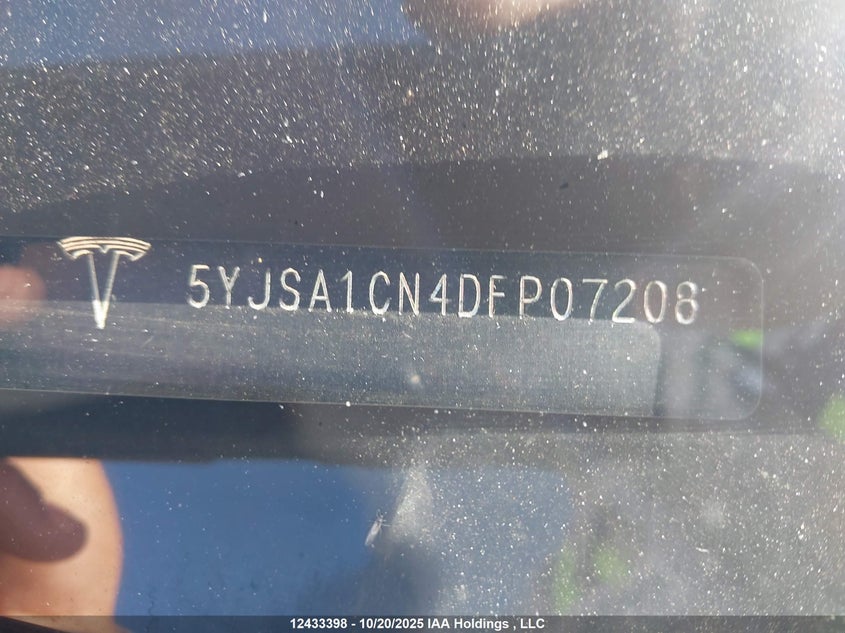 5YJSA1CN4DFP07208
12433398 - 10/20/2025 IAA Holdings , LLC